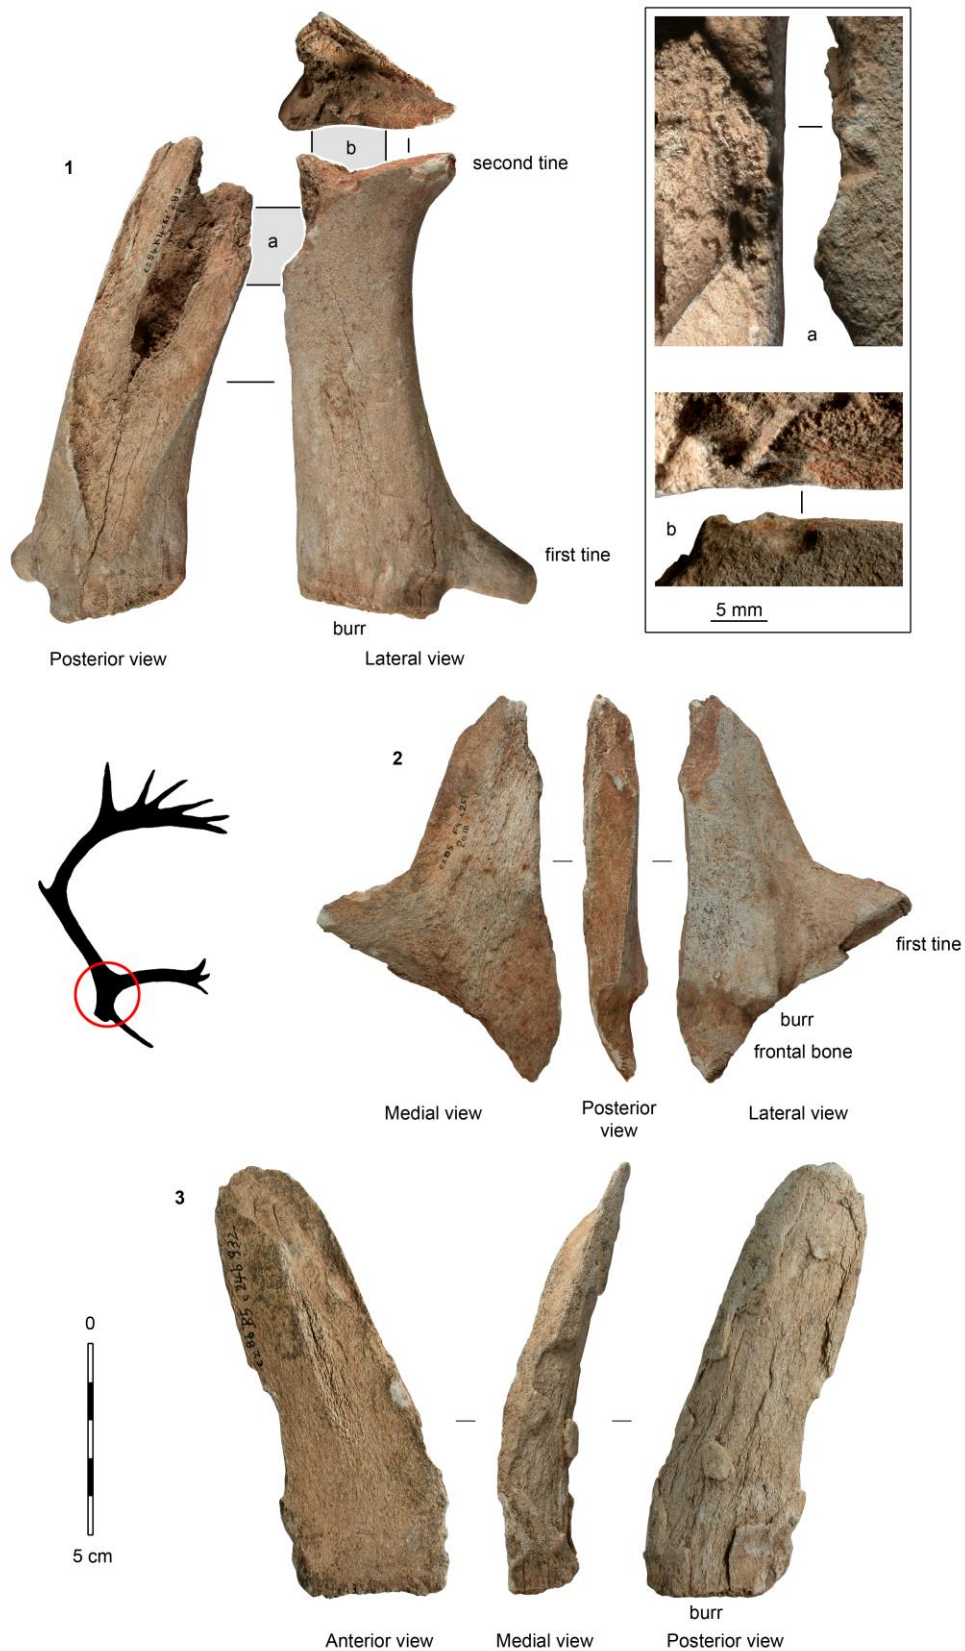 1
b
second tine
a
a
b
5 mm
first tine
burr
Posterior view
Lateral view
2
first tine
burr
frontal bone
Medial view
Posterior
view
Lateral view
3
0
5 cm
burr
Anterior view
Medial view
Posterior view